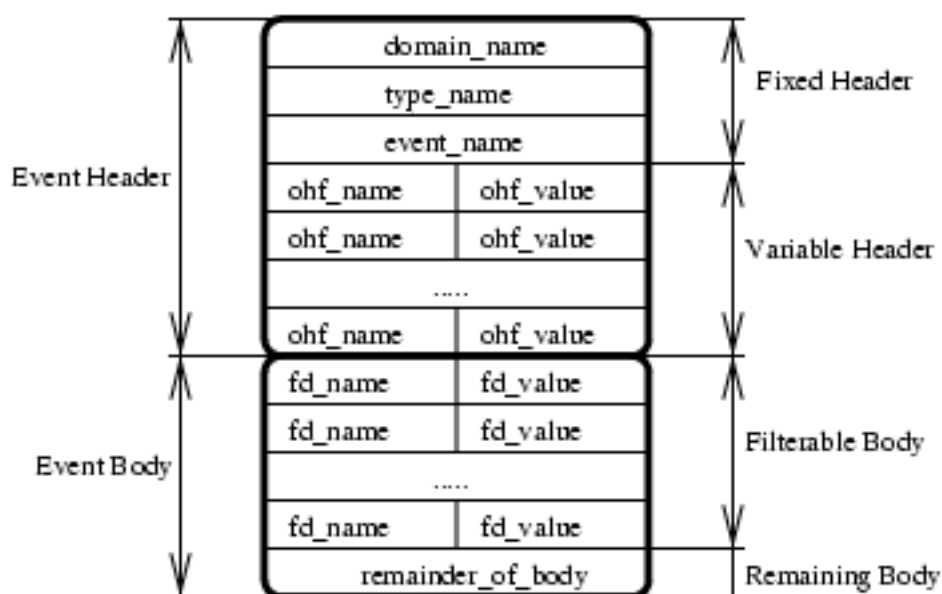 domain_name
type_name
Fixed Header
event_name
Event Header
ohf_name ohf_value
ohf_name ohf_value
Variable Header
.....
ohf_name ohf_value
fd_name fd_value
fd_name fd_value
Filterable Body
Event Body
.....
fd_name fd_value
remainder_of_body
Remaining Body